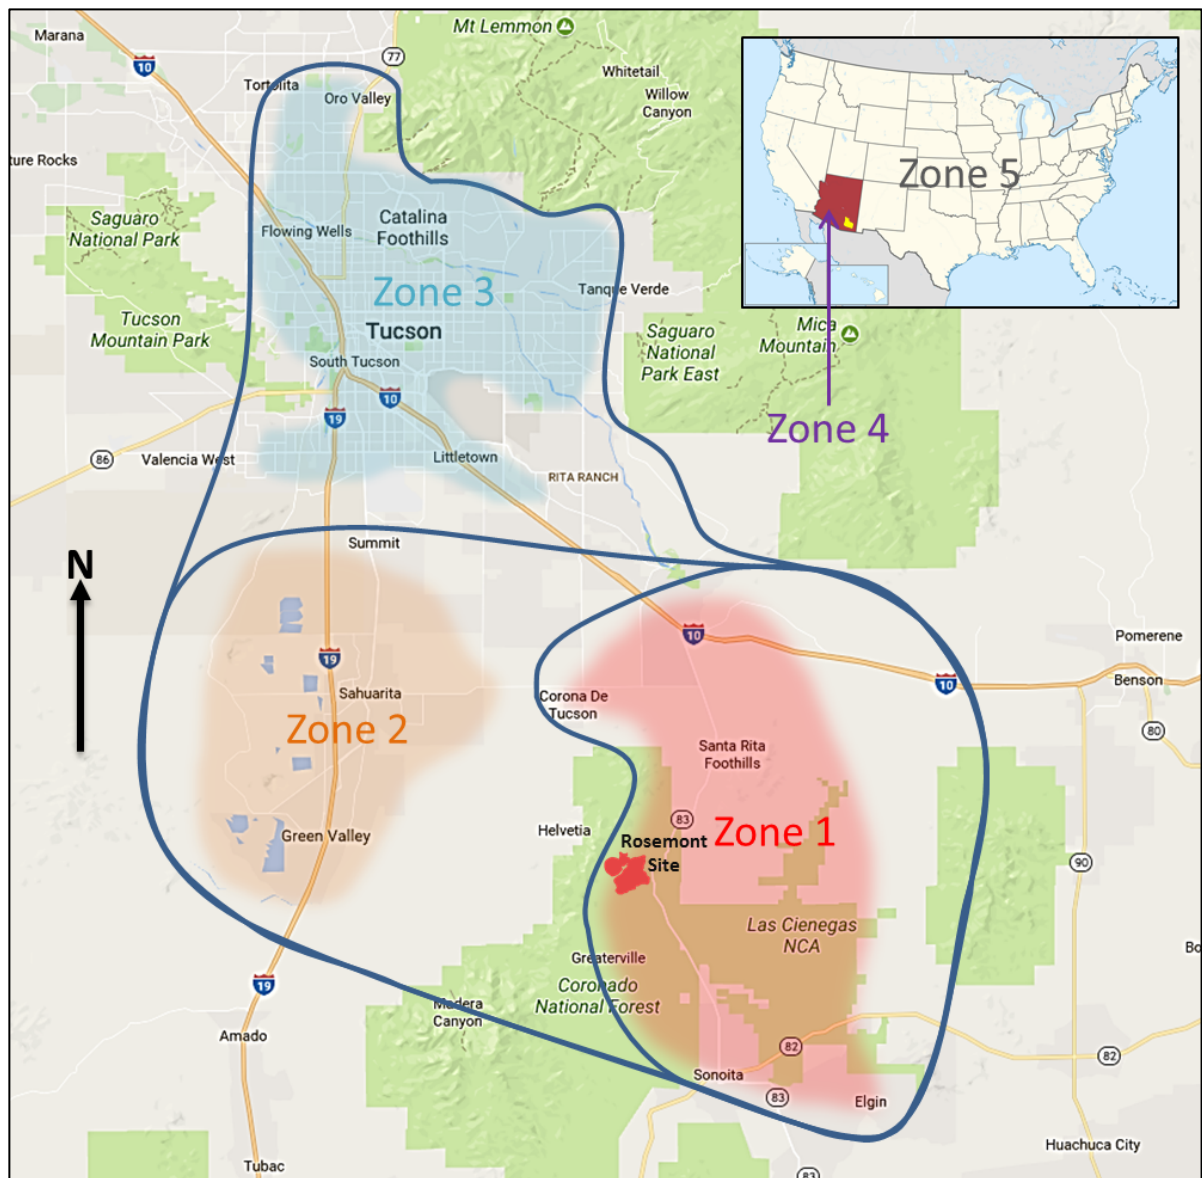 Mt Lemmon
Marana
77
10
Whitetail
Tortolita
Oro Valley
Willow
Canyon
ture Rocks
Zone 5
Saguaro
National Park
Catalina
Foothills
Flowing Wells
Zone 3
Tanque Verde
Tucson
Mountain Park
Tucson
Mica
Mountain
Saguaro
National
Park East
South Tucson
10
19
Zone 4
86
Valencia West
Littletown
RITA RANCH
N
Summit
10
Pomerene
19
Benson
10
Sahuarita
Corona De
Tucson
80
Zone 2
Santa Rita
Foothills
83
Zone 1
Helvetia
Green Valley
Rosemont
Site
90
Las Cienegas
NCA
Bo
Greaterville
19
Coronado
National Forest
Madera
Canyon
Amado
82
82
Sonoita
83
Elgin
Huachuca City
Tubac
83